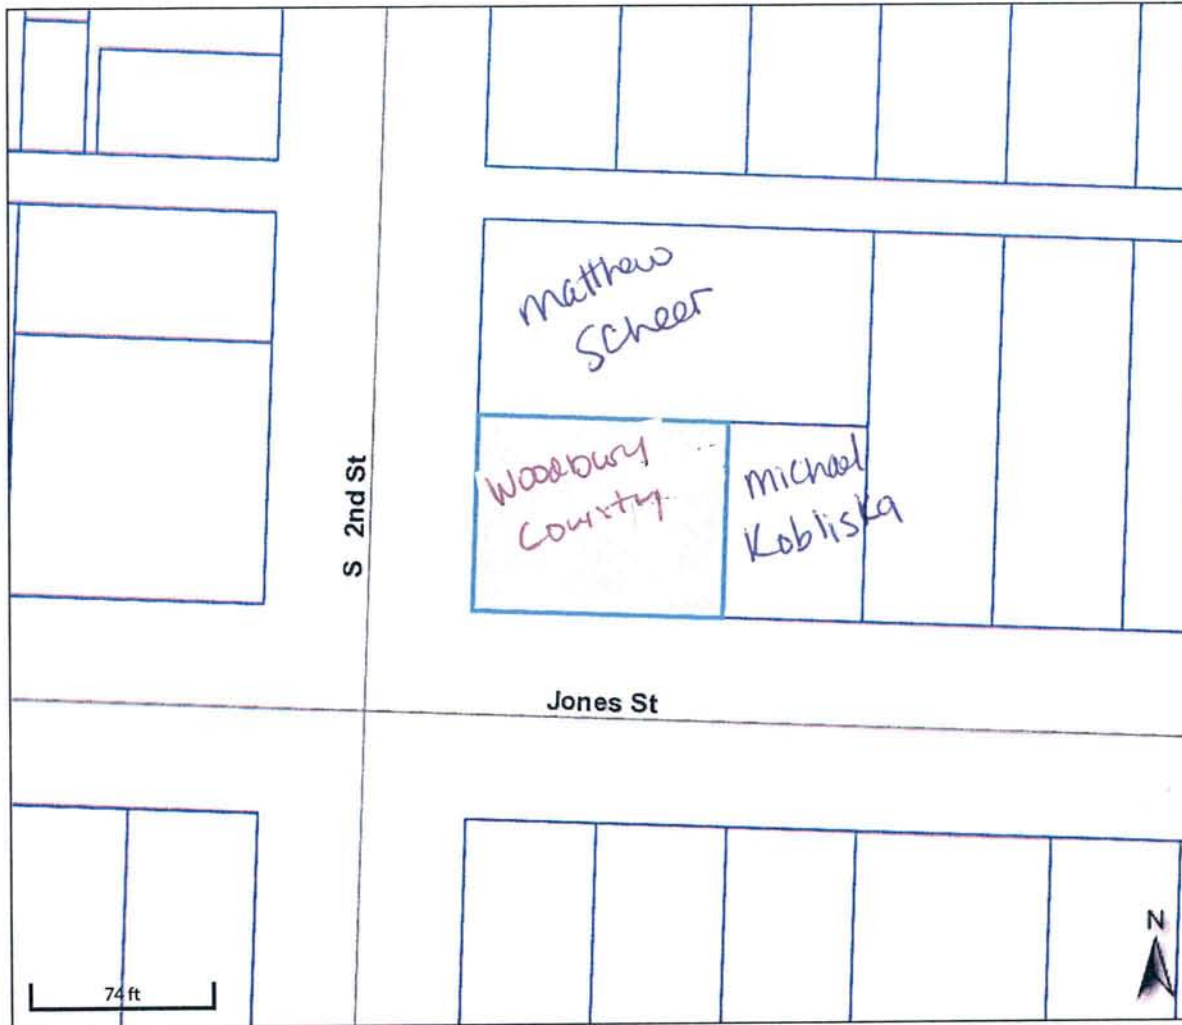 Matthew
Scheer
Woodbury
County
Michael
Kobliska
S 2nd St
Jones St
N
74 ft